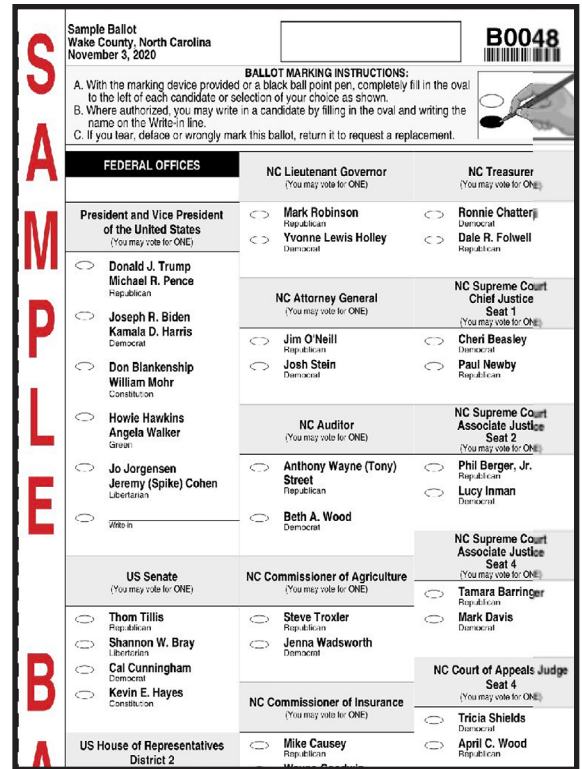 SAMPLE BA
Sample Ballot
Wake County, North Carolina
November 3, 2020
B0048
BALLOT MARKING INSTRUCTIONS:
A. With the marking device provided or a black ball point pen, completely fill in the oval
to the left of each candidate or selection of your choice as shown.
B. Where authorized, you may write in a candidate by filling in the oval and writing the
name on the Write-in line.
C. If you tear, deface or wrongly mark this ballot, return it to request a replacement.
FEDERAL OFFICES
President and Vice President
of the United States
(You may vote for ONE)
Donald J. Trump
Michael R. Pence
Republican
Joseph R. Biden
Kamala D. Harris
Democrat
Don Blankenship
William Mohr
Constitution
Howie Hawkins
Angela Walker
Green
Jo Jorgensen
Jeremy (Spike) Cohen
Libertarian
Write-in
US Senate
(You may vote for ONE)
Thom Tillis
Republican
Shannon W. Bray
Libertarian
Cal Cunningham
Democrat
Kevin E. Hayes
Constitution
US House of Representatives
District 2
NC Lieutenant Governor
(You may vote for ONE)
Mark Robinson
Republican
Yvonne Lewis Holley
Democrat
NC Attorney General
(You may vote for ONE)
Jim O'Neill
Republican
Josh Stein
Democrat
NC Auditor
(You may vote for ONE)
Anthony Wayne (Tony)
Street
Republican
Beth A. Wood
Democrat
NC Commissioner of Agriculture
(You may vote for ONE)
Steve Troxler
Republican
Jenna Wadsworth
Democrat
NC Commissioner of Insurance
(You may vote for ONE)
Mike Causey
Republican
NC Treasurer
(You may vote for ONE)
Ronnie Chatterji
Democrat
Dale R. Folwell
Republican
NC Supreme Court
Chief Justice
Seat 1
(You may vote for ONE)
Cheri Beasley
Democrat
Paul Newby
Republican
NC Supreme Court
Associate Justice
Seat 2
(You may vote for ONE)
Phil Berger, Jr.
Republican
Lucy Inman
Democrat
NC Supreme Court
Associate Justice
Seat 4
(You may vote for ONE)
Tamara Barringer
Republican
Mark Davis
Democrat
NC Court of Appeals Judge
Seat 4
(You may vote for ONE)
Tricia Shields
Democrat
April C. Wood
Republican